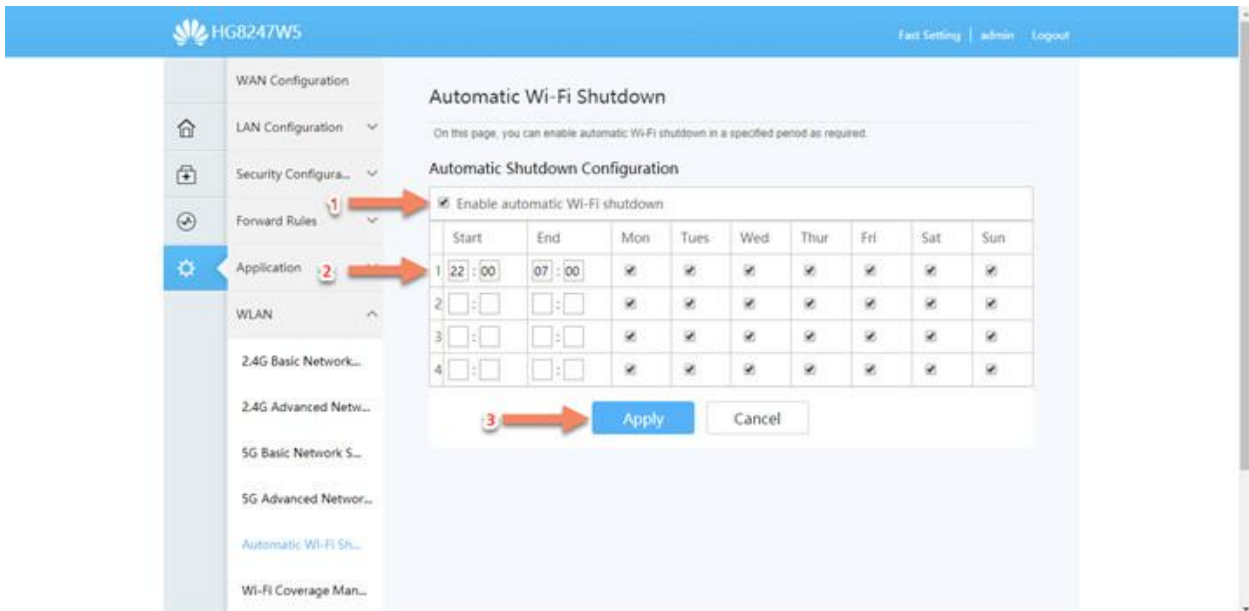 HG8247W5
Fast Setting | admin Logout
WAN Configuration
LAN Configuration
Security Configura...
Forward Rules
Application
WLAN
2.4G Basic Network...
2.4G Advanced Netw...
5G Basic Network S...
5G Advanced Networ...
Automatic Wi-Fi Sh...
Wi-Fi Coverage Man...
Automatic Wi-Fi Shutdown
On this page, you can enable automatic Wi-Fi shutdown in a specified period as required.
Automatic Shutdown Configuration
1
Enable automatic Wi-Fi shutdown
Start End Mon Tues Wed Thur Fri Sat Sun
2
1 22 : 00 07 : 00
2 : :
3 : :
4 : :
3
Apply Cancel